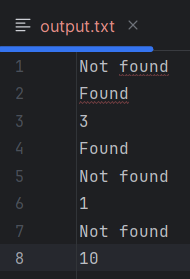 output.txt
1 Not found
2 Found
3 3
4 Found
5 Not found
6 1
7 Not found
8 10